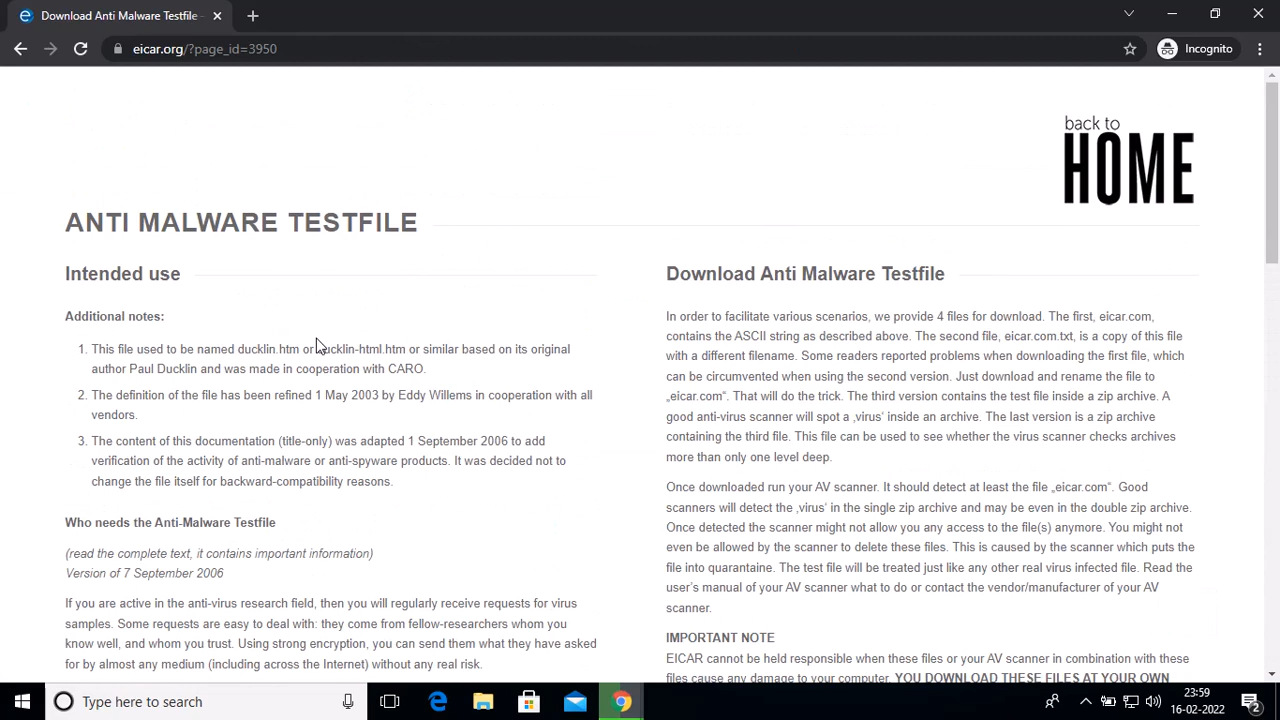 Download Anti Malware Testfile
eicar.org/?page_id=3950
Incognito
back to
HOME
ANTI MALWARE TESTFILE
Intended use
Additional notes:
1. This file used to be named ducklin.htm or ducklin-html.htm or similar based on its original
author Paul Ducklin and was made in cooperation with CARO.
2. The definition of the file has been refined 1 May 2003 by Eddy Willems in cooperation with all
vendors.
3. The content of this documentation (title-only) was adapted 1 September 2006 to add
verification of the activity of anti-malware or anti-spyware products. It was decided not to
change the file itself for backward-compatibility reasons.
Who needs the Anti-Malware Testfile
(read the complete text, it contains important information)
Version of 7 September 2006
If you are active in the anti-virus research field, then you will regularly receive requests for virus
samples. Some requests are easy to deal with: they come from fellow-researchers whom you
know well, and whom you trust. Using strong encryption, you can send them what they have asked
for by almost any medium (including across the Internet) without any real risk.
Download Anti Malware Testfile
In order to facilitate various scenarios, we provide 4 files for download. The first, eicar.com,
contains the ASCII string as described above. The second file, eicar.com.txt, is a copy of this file
with a different filename. Some readers reported problems when downloading the first file, which
can be circumvented when using the second version. Just download and rename the file to
„eicar.com“. That will do the trick. The third version contains the test file inside a zip archive. A
good anti-virus scanner will spot a ‚virus‘ inside an archive. The last version is a zip archive
containing the third file. This file can be used to see whether the virus scanner checks archives
more than only one level deep.
Once downloaded run your AV scanner. It should detect at least the file „eicar.com“. Good
scanners will detect the ‚virus‘ in the single zip archive and may be even in the double zip archive.
Once detected the scanner might not allow you any access to the file(s) anymore. You might not
even be allowed by the scanner to delete these files. This is caused by the scanner which puts the
file into quarantaine. The test file will be treated just like any other real virus infected file. Read the
user’s manual of your AV scanner what to do or contact the vendor/manufacturer of your AV
scanner.
IMPORTANT NOTE
EICAR cannot be held responsible when these files or your AV scanner in combination with these
files cause any damage to your computer. YOU DOWNLOAD THESE FILES AT YOUR OWN
Type here to search
23:59
16-02-2022
2